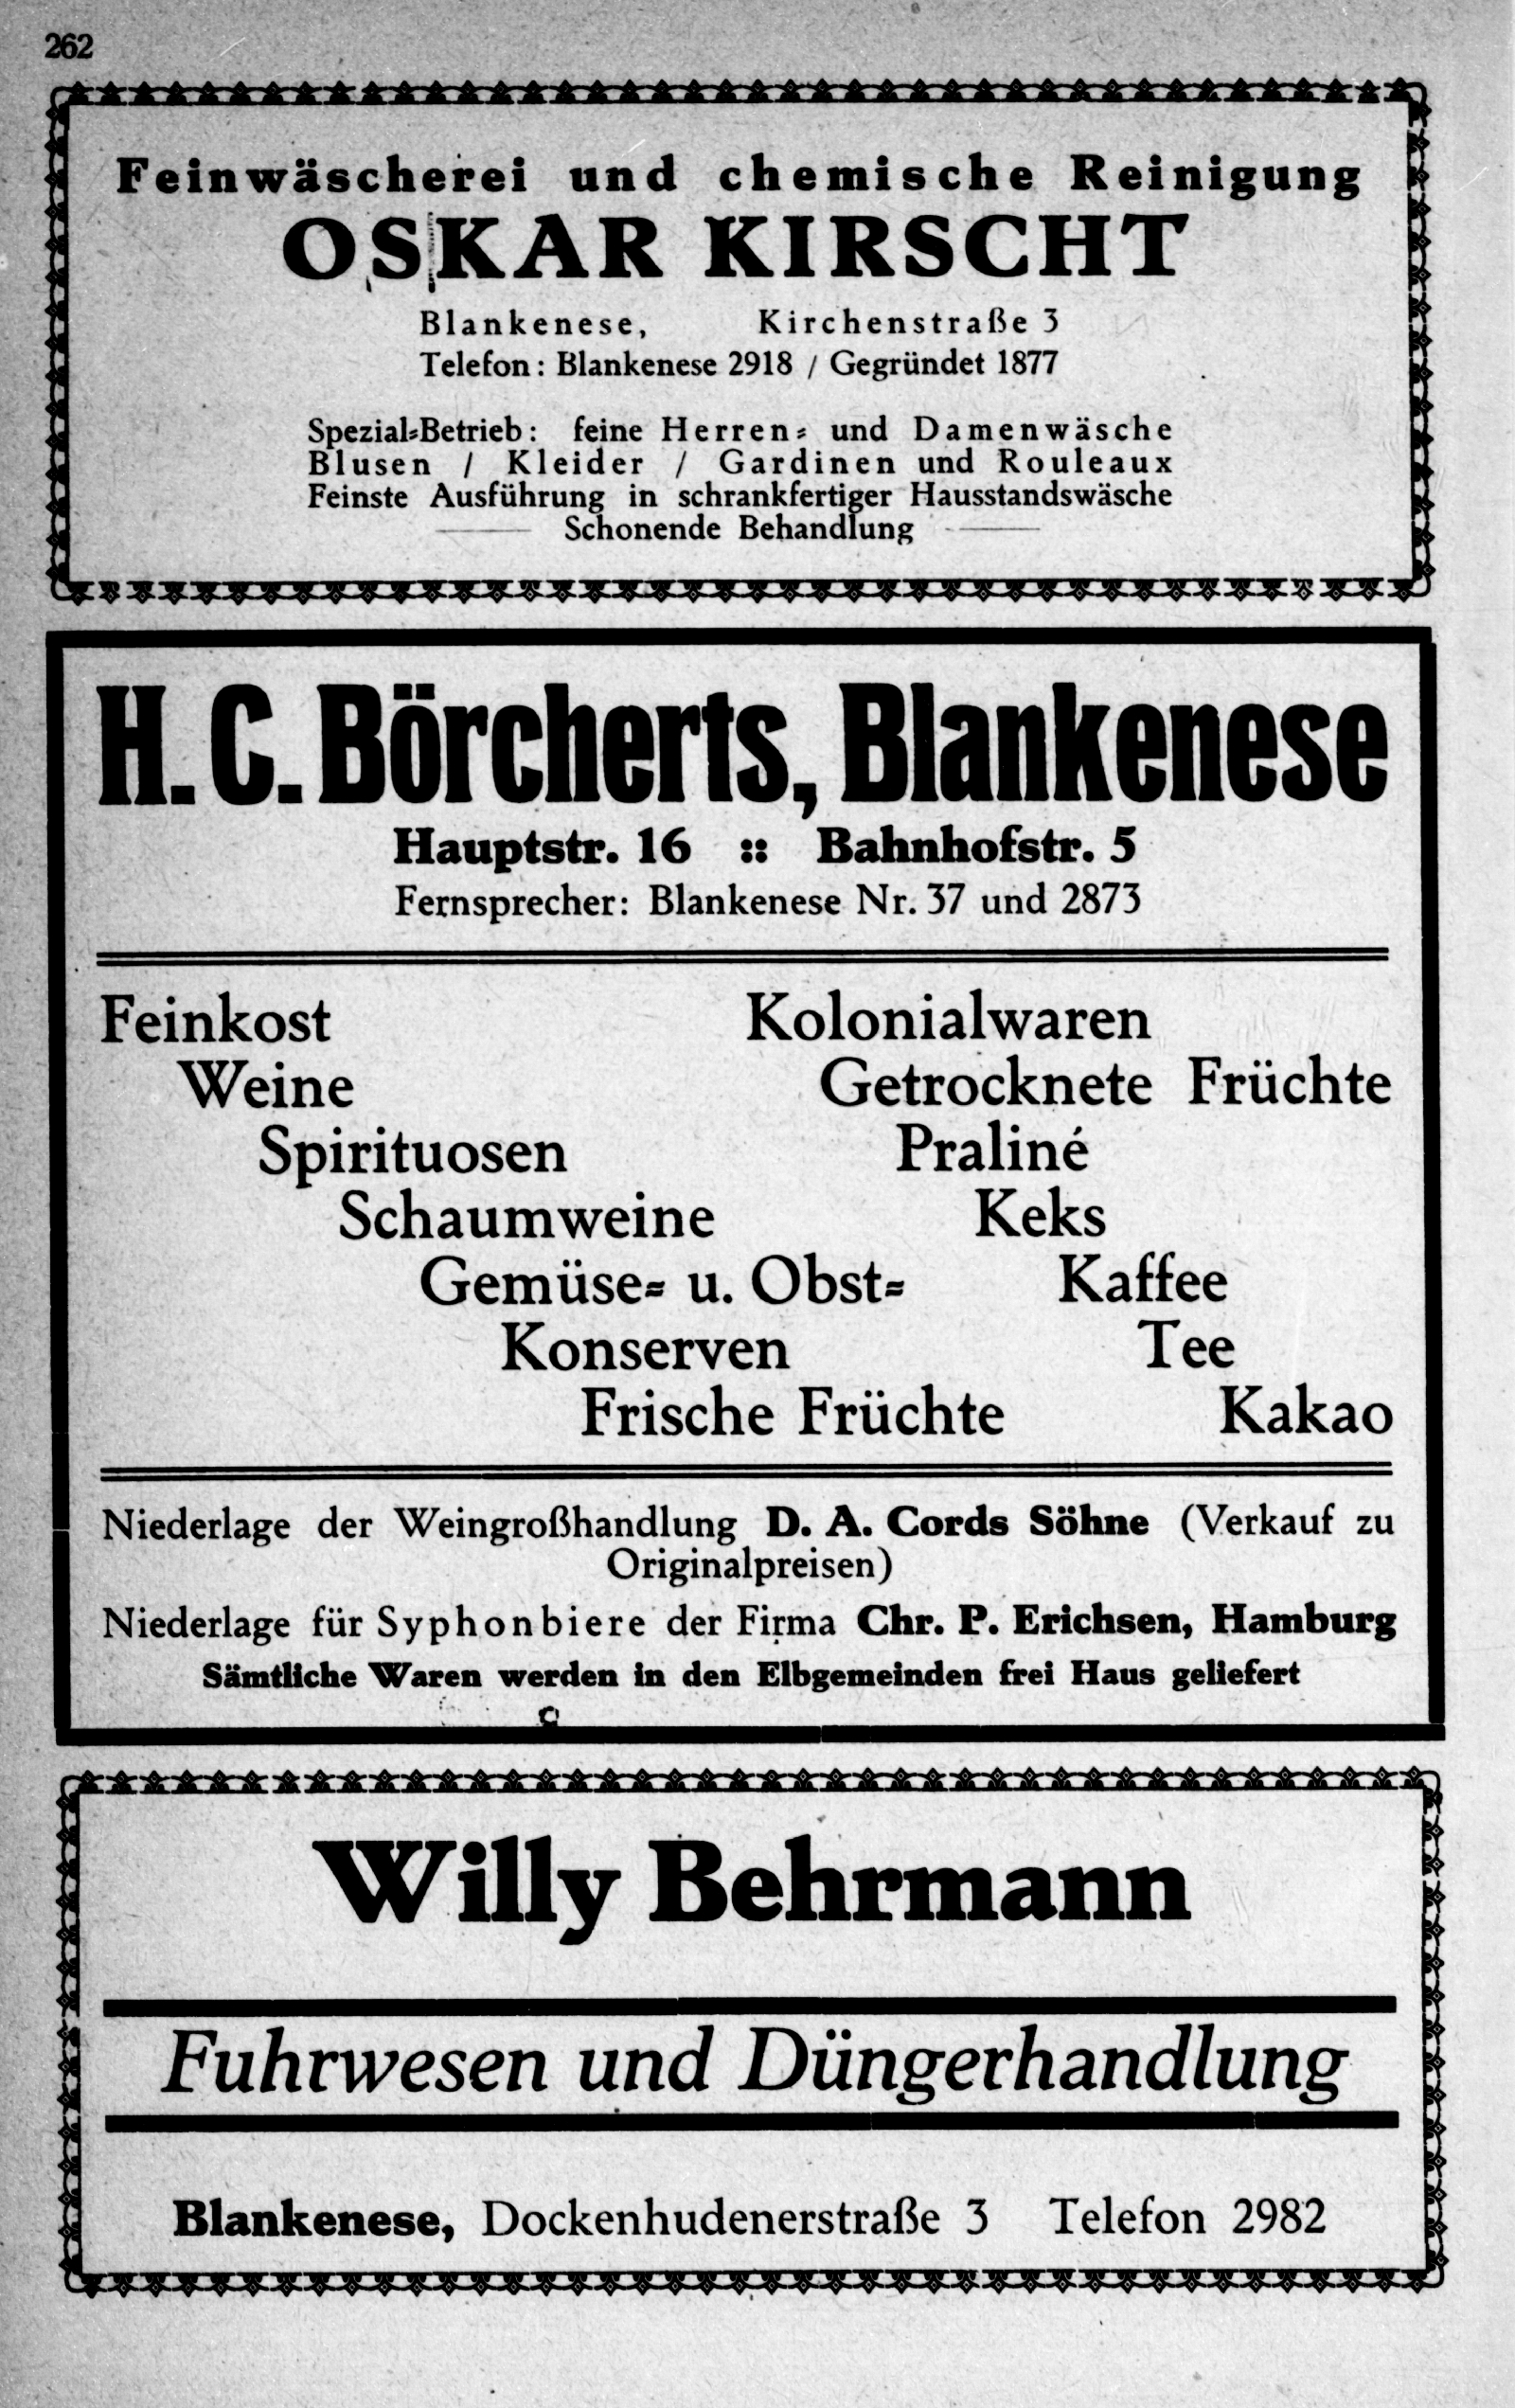 262
Feinwäscherei und chemische Reinigung
OSKAR KIRSCHT
Blankenese, Kirchenstraße 3
Telefon: Blankenese 2918 / Gegründet 1877
Spezial-Betrieb: feine Herren- und Damenwäsche
Blusen / Kleider / Gardinen und Rouleaux
Feinste Ausführung in schrankfertiger Hausstandswäsche
Schonende Behandlung
H. C. Börcherts, Blankenese
Hauptstr. 16 :: Bahnhofstr. 5
Fernsprecher: Blankenese Nr. 37 und 2873
Feinkost
Weine
Spirituosen
Schaumweine
Gemüse- u. Obst-
Konserven
Frische Früchte
Kolonialwaren
Getrocknete Früchte
Praliné
Keks
Kaffee
Tee
Kakao
Niederlage der Weingroßhandlung D. A. Cords Söhne (Verkauf zu
Originalpreisen)
Niederlage für Syphonbiere der Firma Chr. P. Erichsen, Hamburg
Sämtliche Waren werden in den Elbgemeinden frei Haus geliefert
Willy Behrmann
Fuhrwesen und Düngerhandlung
Blankenese, Dockenhudenerstraße 3 Telefon 2982